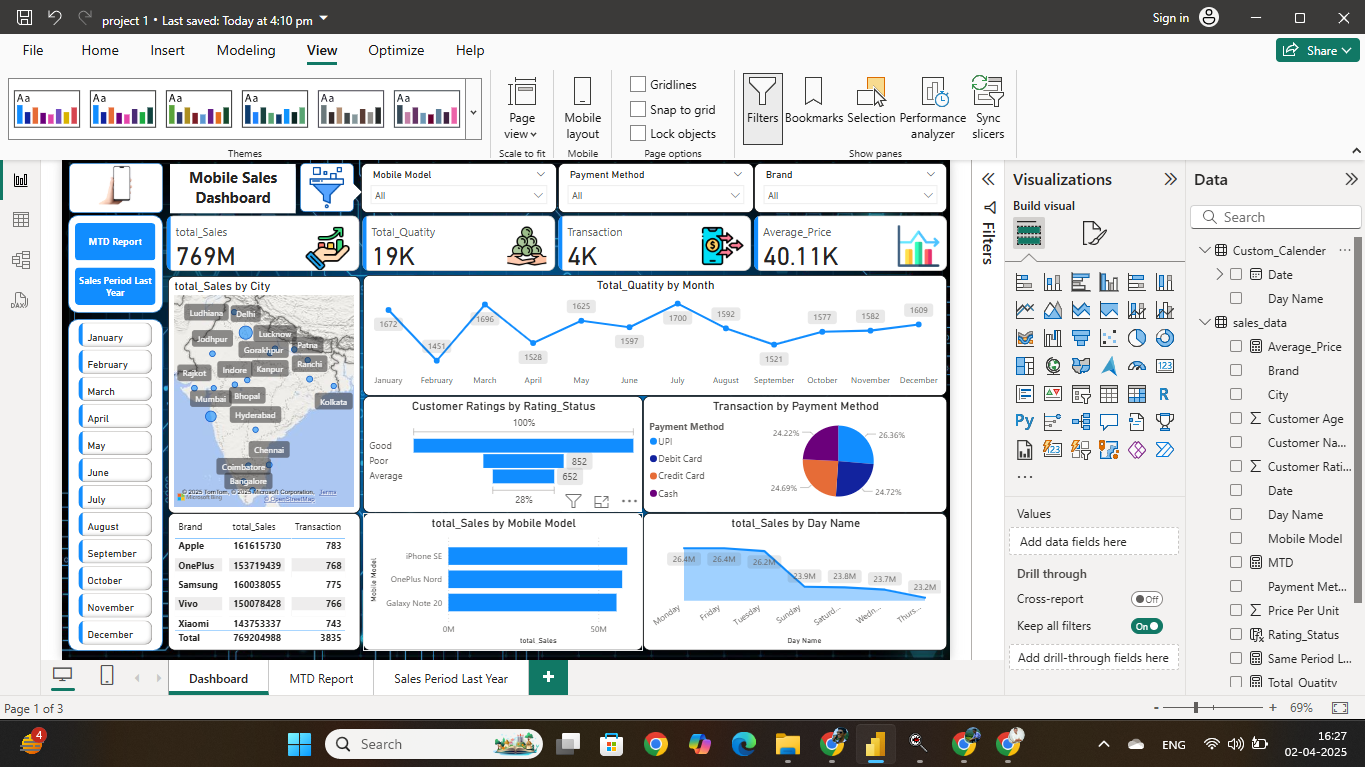 project 1 • Last saved: Today at 4:10 pm
Sign in
File Home Insert Modeling View Optimize Help
Share
Aa Aa Aa Aa Aa Aa
Themes
Page view
Scale to fit
Mobile layout
Mobile
Gridlines
Snap to grid
Lock objects
Page options
Filters
Bookmarks
Selection
Performance analyzer
Sync slicers
Show panes
Mobile Sales
Dashboard
Mobile Model
All
Payment Method
All
Brand
All
MTD Report
Sales Period Last
Year
total_Sales
769M
Total_Quatity
19K
Transaction
4K
Average_Price
40.11K
January
February
March
April
May
June
July
August
September
October
November
December
total_Sales by City
Ludhiana
Delhi
Jodhpur
Lucknow
Gorakhpur
Patna
Rajkot
Indore
Kanpur
Ranchi
Mumbai
Bhopal
Kolkata
Hyderabad
Chennai
Coimbatore
Bangalore
Microsoft Bing
© 2025 TomTom, © 2025 Microsoft Corporation, Terms
© OpenStreetMap
Total_Quatity by Month
1672 1451 1696 1528 1625 1597 1700 1592 1521 1577 1582 1609
January February March April May June July August September October November December
Customer Ratings by Rating_Status
100%
Good
Poor 852
Average 652
28%
Transaction by Payment Method
Payment Method
UPI
Debit Card
Credit Card
Cash
24.22%
26.36%
24.69%
24.72%
Brand total_Sales Transaction
Apple 161615730 783
OnePlus 153719439 768
Samsung 160038055 775
Vivo 150078428 766
Xiaomi 143753337 743
Total 769204988 3835
total_Sales by Mobile Model
Mobile Model
iPhone SE
OnePlus Nord
Galaxy Note 20
0M 50M
total_Sales
total_Sales by Day Name
26.4M 26.4M 26.2M 23.9M 23.8M 23.7M 23.2M
Monday Friday Tuesday Sunday Saturd... Wedn... Thurs...
Day Name
Filters
Visualizations
Build visual
123
R
Py
...
Values
Add data fields here
Drill through
Cross-report Off
Keep all filters On
Add drill-through fields here
Data
Search
Custom_Calender ...
Date
Day Name
sales_data
Average_Price
Brand
City
Customer Age
Customer Na...
Customer Rati...
Date
Day Name
Mobile Model
MTD
Payment Met...
Price Per Unit
Rating_Status
Same Period L...
Total_Quatity
Dashboard
MTD Report
Sales Period Last Year
+
Page 1 of 3
- + 69%
4
Search
ENG
16:27
02-04-2025
DAX